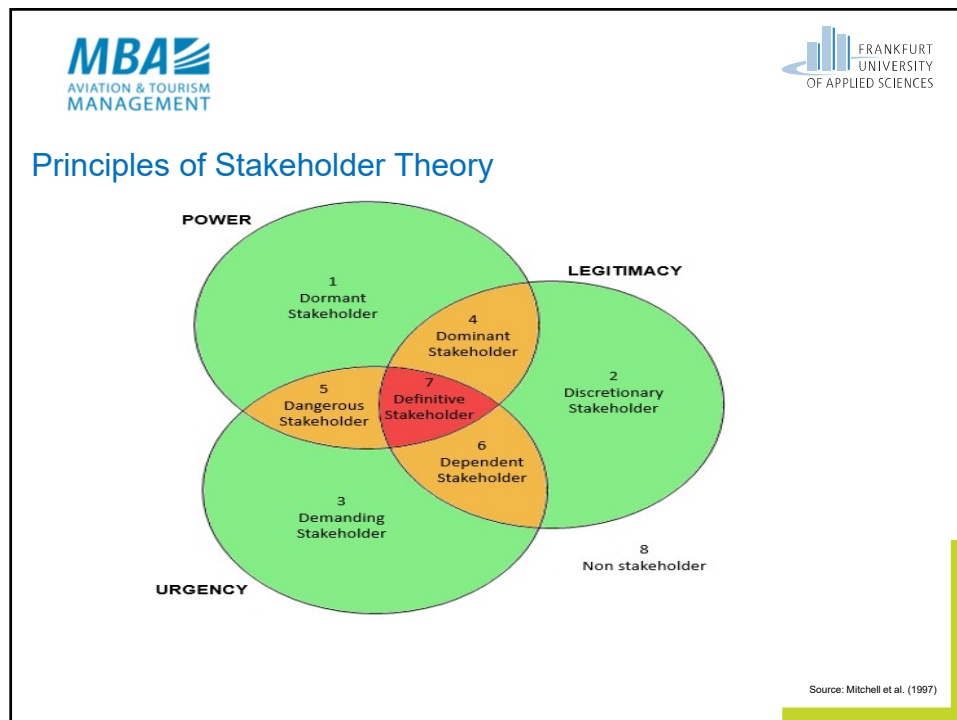 MBA
AVIATION & TOURISM
MANAGEMENT
FRANKFURT
UNIVERSITY
OF APPLIED SCIENCES
Principles of Stakeholder Theory
POWER
LEGITIMACY
1
Dormant
Stakeholder
4
Dominant
Stakeholder
2
Discretionary
Stakeholder
5
Dangerous
Stakeholder
7
Definitive
Stakeholder
6
Dependent
Stakeholder
3
Demanding
Stakeholder
8
Non stakeholder
URGENCY
Source: Mitchell et al. (1997)